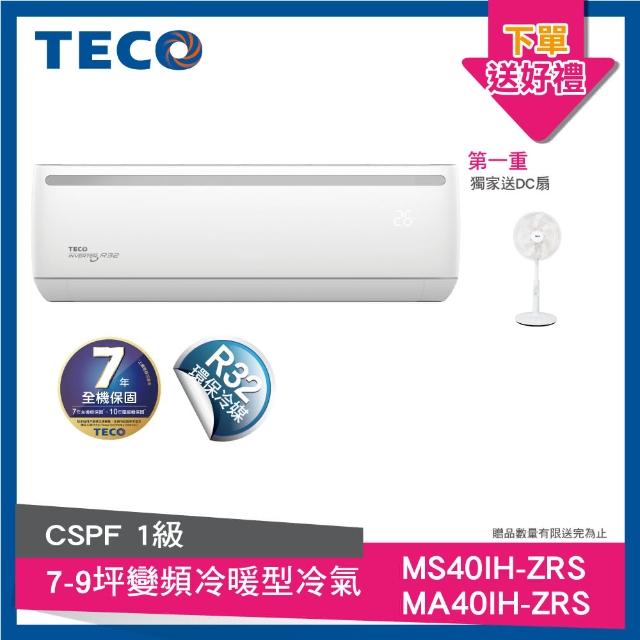 TECO
下單
送好禮
第一重
獨家送DC扇
TECO
26
TECO
INVERTER R32
7年
全機保固
TECO
R32
環保冷媒
CSPF 1級
贈品數量有限送完為止
7-9坪變頻冷暖型冷氣
MS40IH-ZRS
MA40IH-ZRS